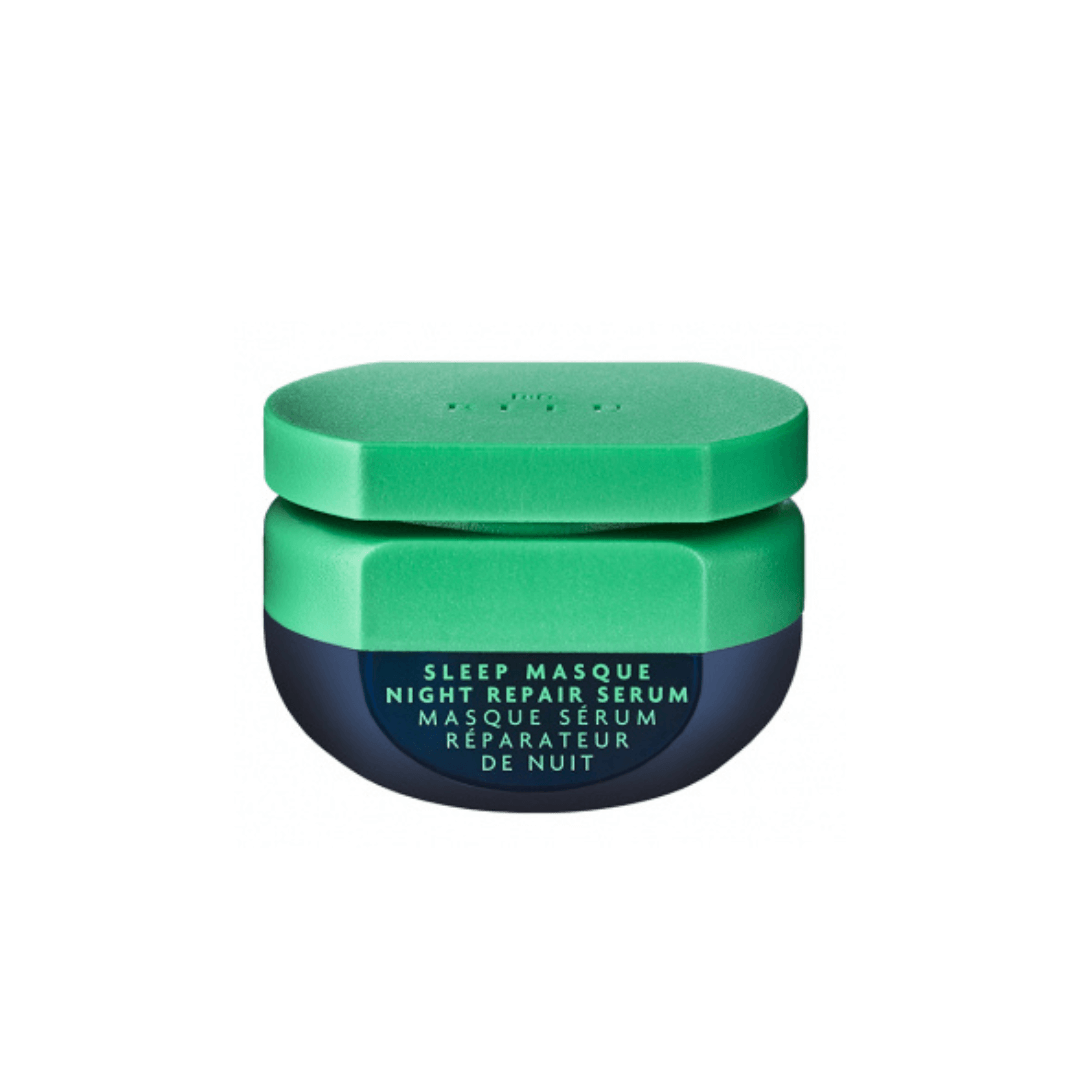 SLEEP MASQUE
NIGHT REPAIR SERUM
MASQUE SÉRUM
RÉPARATEUR
DE NUIT